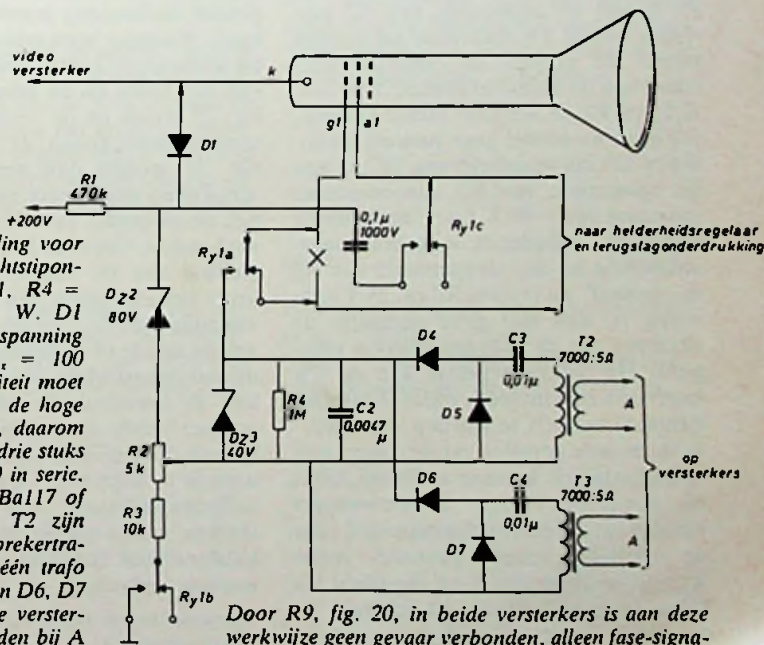 video
versterker
k
g1
a1
D1
R1
470k
+200V
0,1µ
1000V
Ry1c
Ry1a
naar helderheidsregelaar
en terugslagonderdrukking
DZ2
80V
D4
C3
0,01µ
T2
7000:5Ω
A
R4
1M
C2
0,0047
µ
D5
DZ3
40V
R2
5k
D6
C4
0,01µ
T3
7000:5Ω
A
op
versterkers
D7
R3
10k
Ry1b
ling voor
htstipon-
1, R4 =
W. D1
spanning
= 100
iteit moet
de hoge
, daarom
drie stuks
in serie.
Ba117 of
T2 zijn
prekertra-
één trafo
n D6, D7
e verster-
den bij A
Door R9, fig. 20, in beide versterkers is aan deze
werkwijze geen gevaar verbonden, alleen fase-signa-